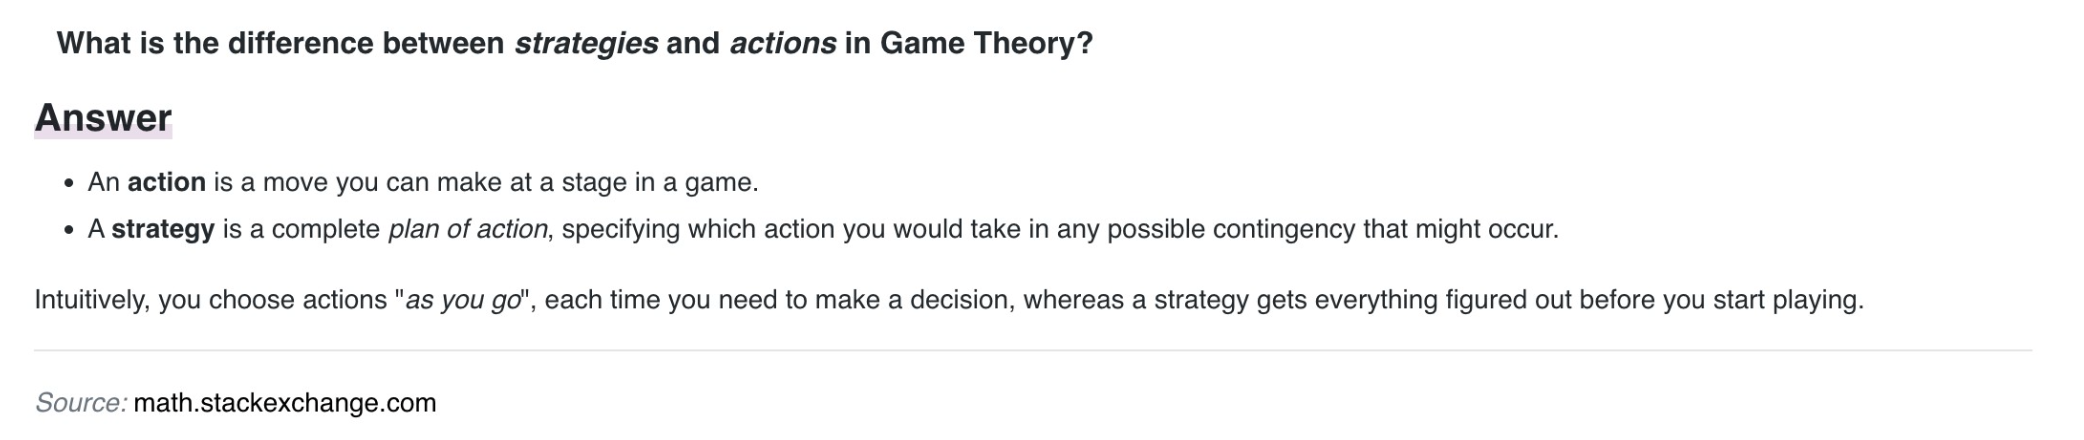 What is the difference between strategies and actions in Game Theory?
Answer
• An action is a move you can make at a stage in a game.
• A strategy is a complete plan of action, specifying which action you would take in any possible contingency that might occur.
Intuitively, you choose actions "as you go", each time you need to make a decision, whereas a strategy gets everything figured out before you start playing.
Source: math.stackexchange.com